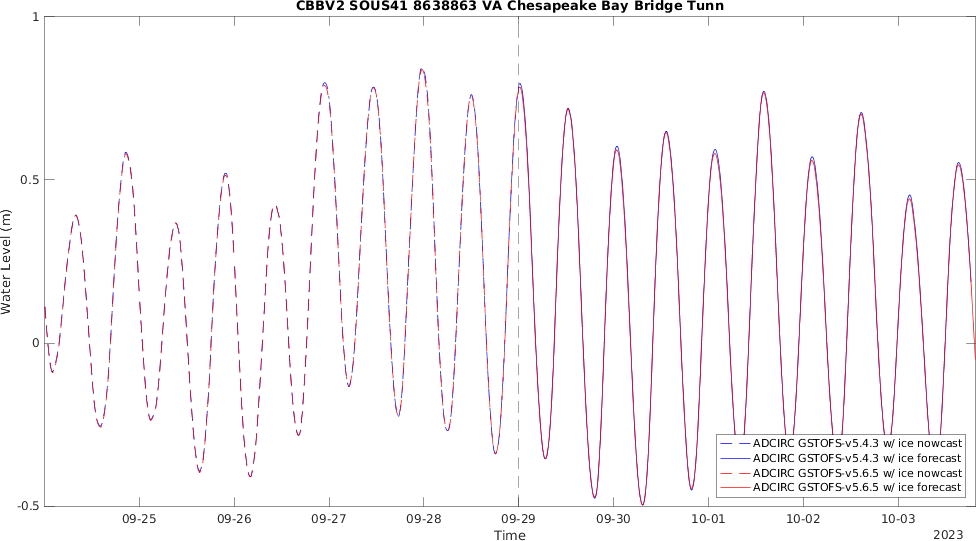 CBBV2 SOUS41 8638863 VA Chesapeake Bay Bridge Tunn
1
0.5
0
-0.5
Water Level (m)
09-25 09-26 09-27 09-28 09-29 09-30 10-01 10-02 10-03
Time
2023
ADCIRC GSTOFS-v5.4.3 w/ ice nowcast
ADCIRC GSTOFS-v5.4.3 w/ ice forecast
ADCIRC GSTOFS-v5.6.5 w/ ice nowcast
ADCIRC GSTOFS-v5.6.5 w/ ice forecast